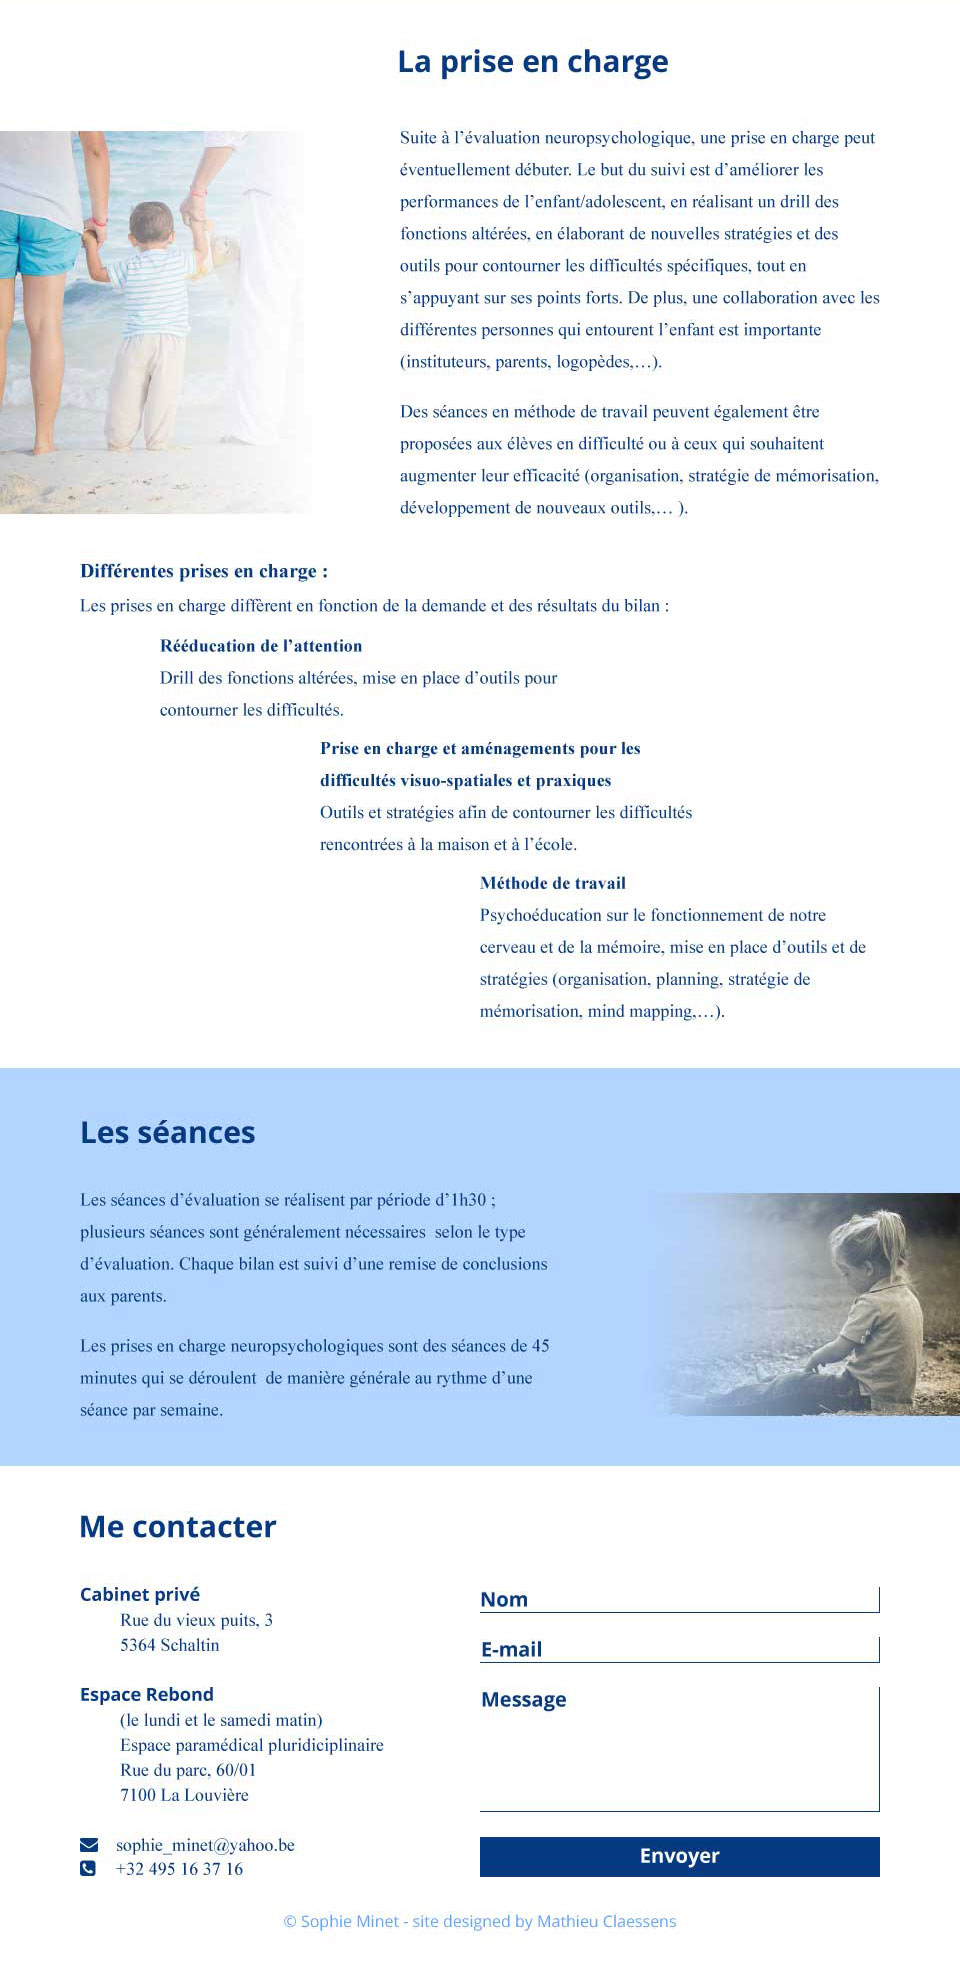 La prise en charge
Suite à l’évaluation neuropsychologique, une prise en charge peut
éventuellement débuter. Le but du suivi est d’améliorer les
performances de l’enfant/adolescent, en réalisant un drill des
fonctions altérées, en élaborant de nouvelles stratégies et des
outils pour contourner les difficultés spécifiques, tout en
s’appuyant sur ses points forts. De plus, une collaboration avec les
différentes personnes qui entourent l’enfant est importante
(instituteurs, parents, logopèdes,…).
Des séances en méthode de travail peuvent également être
proposées aux élèves en difficulté ou à ceux qui souhaitent
augmenter leur efficacité (organisation, stratégie de mémorisation,
développement de nouveaux outils,… ).
Différentes prises en charge :
Les prises en charge diffèrent en fonction de la demande et des résultats du bilan :
Rééducation de l’attention
Drill des fonctions altérées, mise en place d’outils pour
contourner les difficultés.
Prise en charge et aménagements pour les
difficultés visuo-spatiales et praxiques
Outils et stratégies afin de contourner les difficultés
rencontrées à la maison et à l’école.
Méthode de travail
Psychoéducation sur le fonctionnement de notre
cerveau et de la mémoire, mise en place d’outils et de
stratégies (organisation, planning, stratégie de
mémorisation, mind mapping,…).
Les séances
Les séances d’évaluation se réalisent par période d’1h30 ;
plusieurs séances sont généralement nécessaires  selon le type
d’évaluation. Chaque bilan est suivi d’une remise de conclusions
aux parents.
Les prises en charge neuropsychologiques sont des séances de 45
minutes qui se déroulent  de manière générale au rythme d’une
séance par semaine.
Me contacter
Cabinet privé
Rue du vieux puits, 3
5364 Schaltin
Espace Rebond
(le lundi et le samedi matin)
Espace paramédical pluridiciplinaire
Rue du parc, 60/01
7100 La Louvière
sophie_minet@yahoo.be
+32 495 16 37 16
Nom
E-mail
Message
Envoyer
© Sophie Minet - site designed by Mathieu Claessens